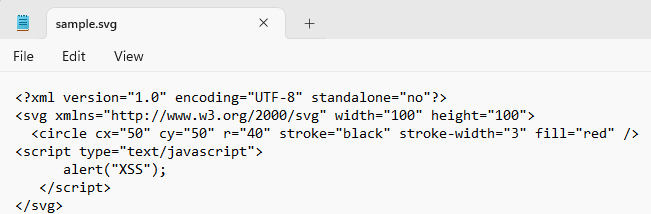 sample.svg
File Edit View
<?xml version="1.0" encoding="UTF-8" standalone="no"?>
<svg xmlns="http://www.w3.org/2000/svg" width="100" height="100">
  <circle cx="50" cy="50" r="40" stroke="black" stroke-width="3" fill="red" />
<script type="text/javascript">
      alert("XSS");
   </script>
</svg>